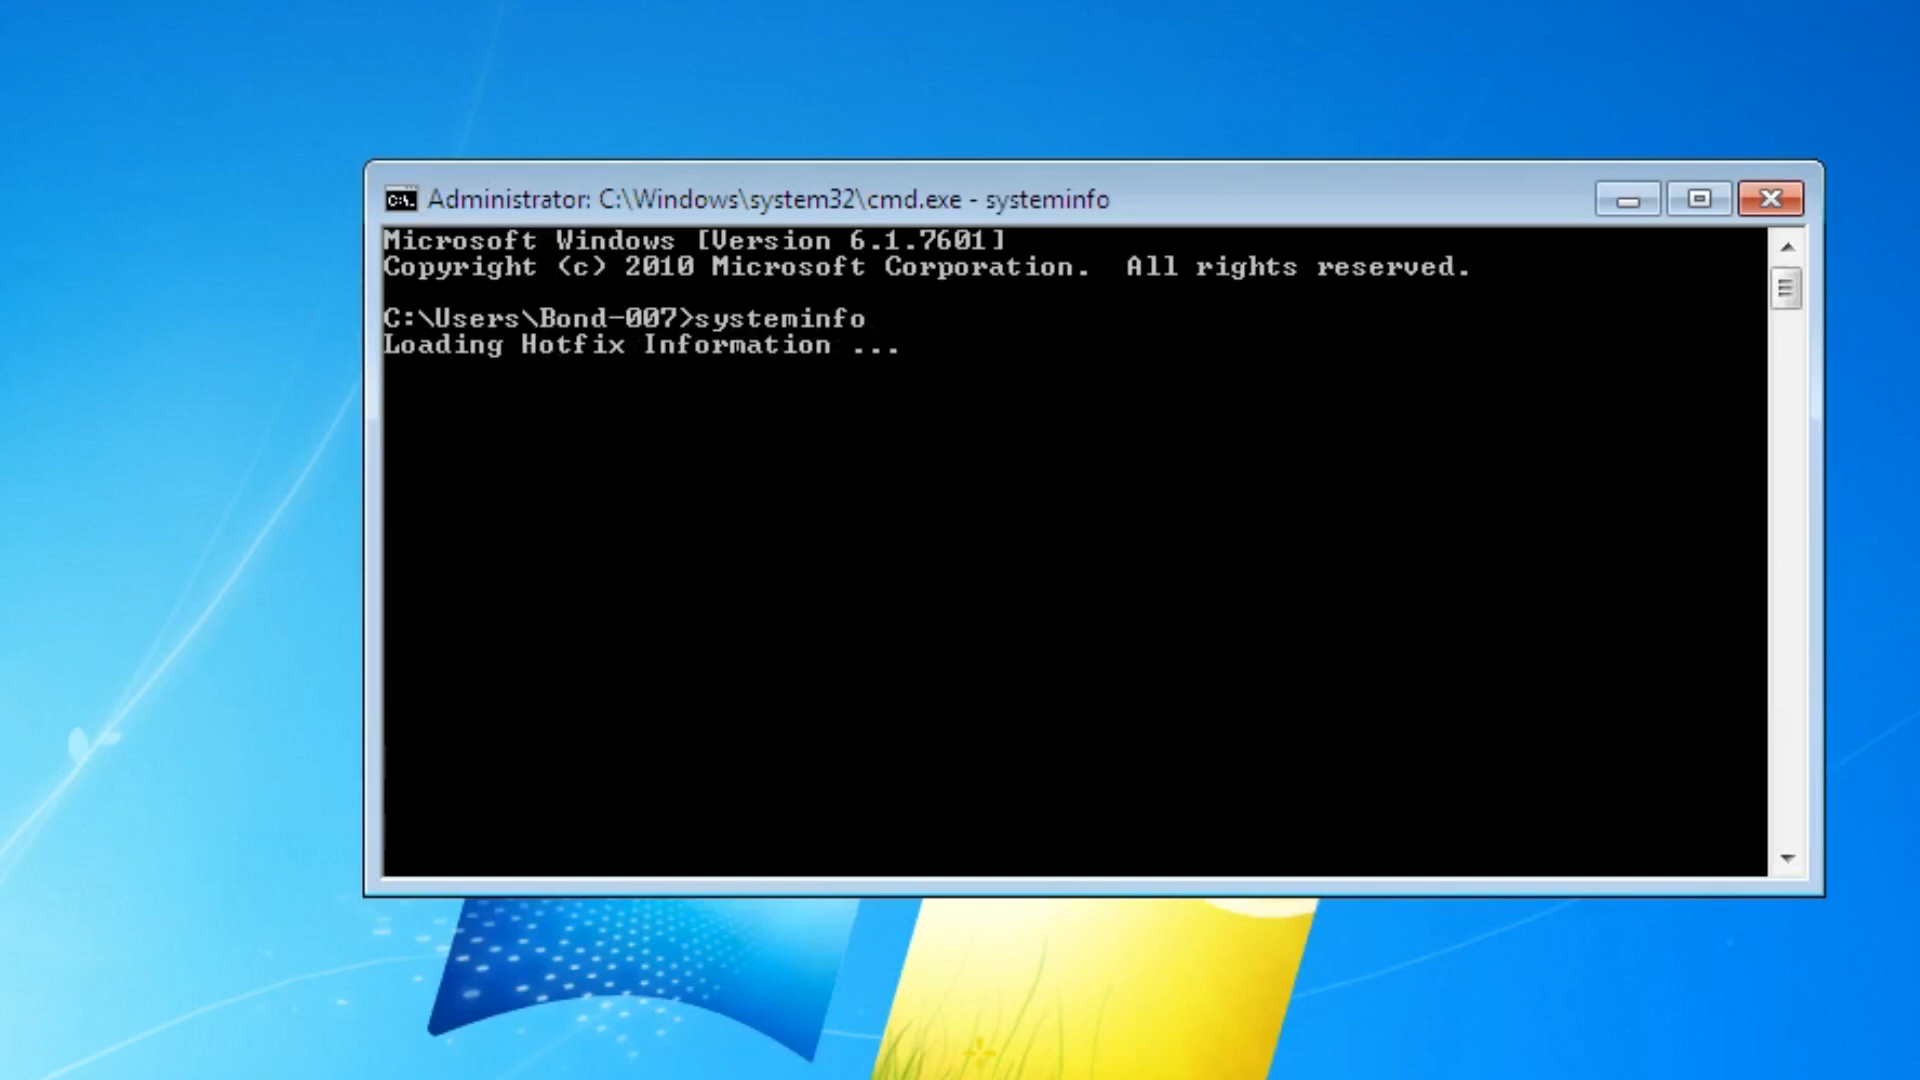 Administrator: C:\Windows\system32\cmd.exe - systeminfo
Microsoft Windows [Version 6.1.7601]
Copyright (c) 2010 Microsoft Corporation.  All rights reserved.
C:\Users\Bond-007>systeminfo
Loading Hotfix Information ...